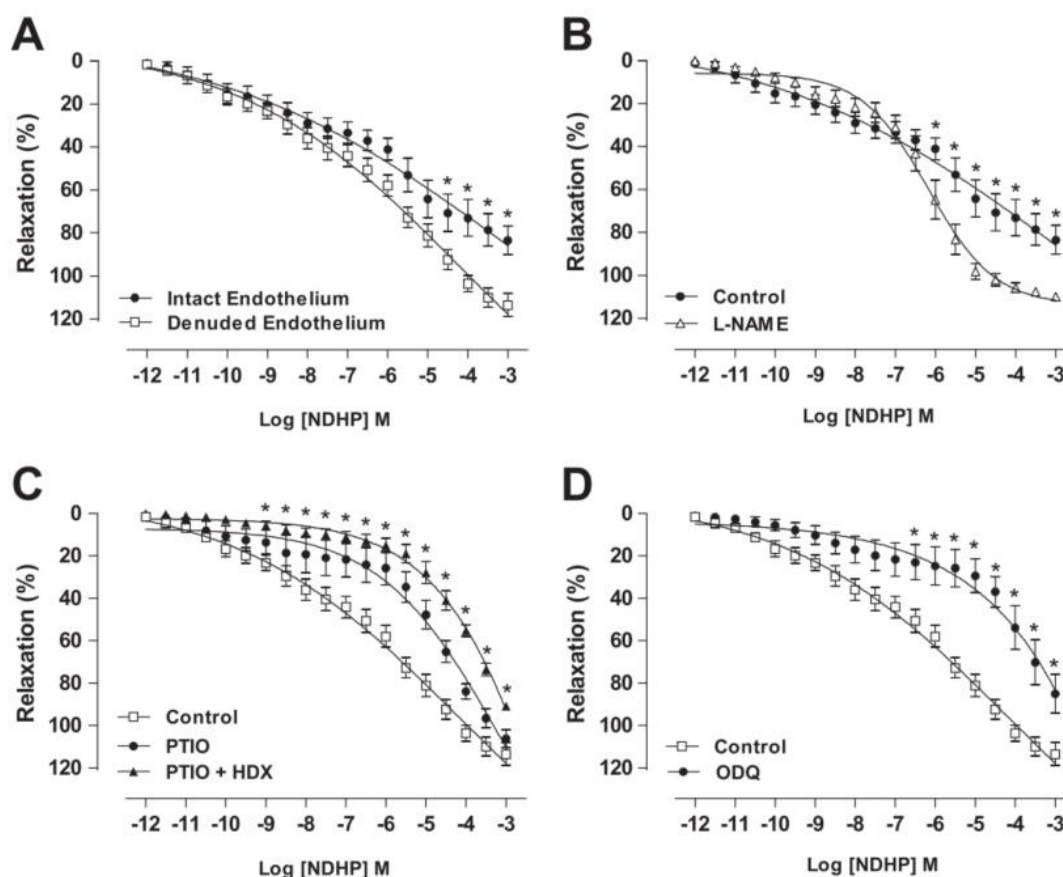 A
Relaxation (%)
0
20
40
60
80
100
120
* * * *
Intact Endothelium
Denuded Endothelium
-12 -11 -10 -9 -8 -7 -6 -5 -4 -3
Log [NDHP] M
B
Relaxation (%)
0
20
40
60
80
100
120
* * * * * * *
Control
L-NAME
-12 -11 -10 -9 -8 -7 -6 -5 -4 -3
Log [NDHP] M
C
Relaxation (%)
0
20
40
60
80
100
120
* * * * * * * * * * * * *
Control
PTIO
PTIO + HDX
-12 -11 -10 -9 -8 -7 -6 -5 -4 -3
Log [NDHP] M
D
Relaxation (%)
0
20
40
60
80
100
120
* * * * * * * *
Control
ODQ
-12 -11 -10 -9 -8 -7 -6 -5 -4 -3
Log [NDHP] M